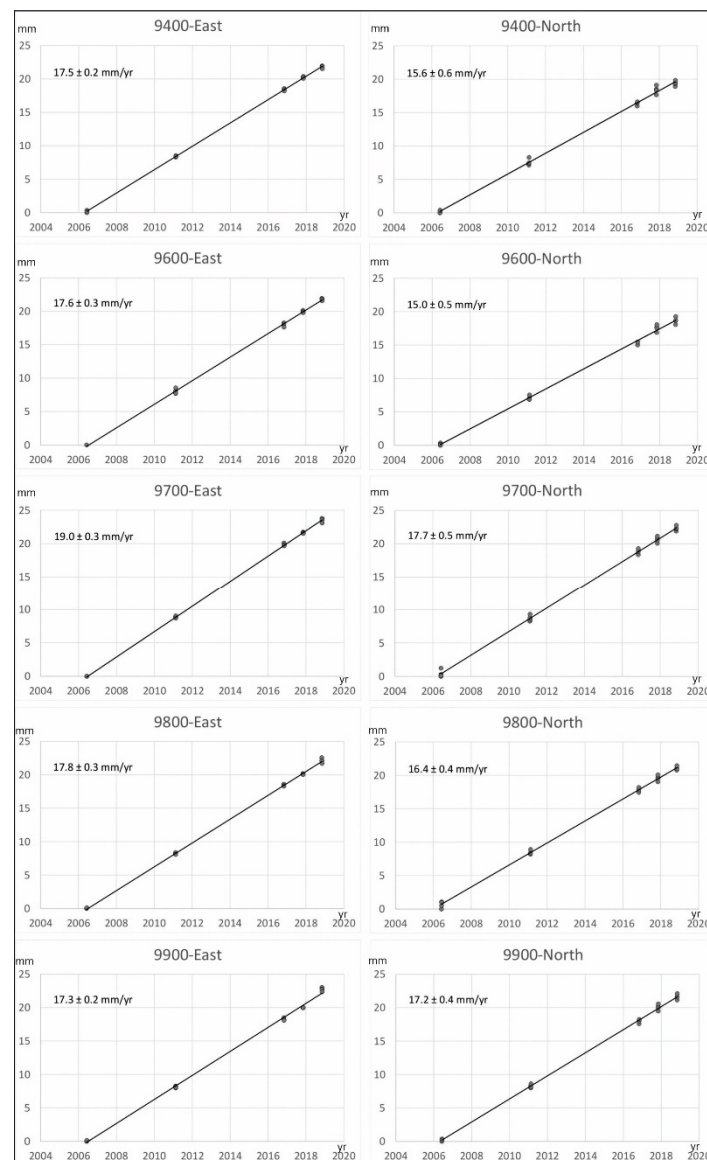 mm
9400-East
25
20
15
10
5
0
17.5 ± 0.2 mm/yr
yr
2004 2006 2008 2010 2012 2014 2016 2018 2020
mm
9400-North
25
20
15
10
5
0
15.6 ± 0.6 mm/yr
yr
2004 2006 2008 2010 2012 2014 2016 2018 2020
mm
9600-East
25
20
15
10
5
0
17.6 ± 0.3 mm/yr
yr
2004 2006 2008 2010 2012 2014 2016 2018 2020
mm
9600-North
25
20
15
10
5
0
15.0 ± 0.5 mm/yr
yr
2004 2006 2008 2010 2012 2014 2016 2018 2020
mm
9700-East
25
20
15
10
5
0
19.0 ± 0.3 mm/yr
yr
2004 2006 2008 2010 2012 2014 2016 2018 2020
mm
9700-North
25
20
15
10
5
0
17.7 ± 0.5 mm/yr
yr
2004 2006 2008 2010 2012 2014 2016 2018 2020
mm
9800-East
25
20
15
10
5
0
17.8 ± 0.3 mm/yr
yr
2004 2006 2008 2010 2012 2014 2016 2018 2020
mm
9800-North
25
20
15
10
5
0
16.4 ± 0.4 mm/yr
yr
2004 2006 2008 2010 2012 2014 2016 2018 2020
mm
9900-East
25
20
15
10
5
0
17.3 ± 0.2 mm/yr
yr
2004 2006 2008 2010 2012 2014 2016 2018 2020
mm
9900-North
25
20
15
10
5
0
17.2 ± 0.4 mm/yr
yr
2004 2006 2008 2010 2012 2014 2016 2018 2020